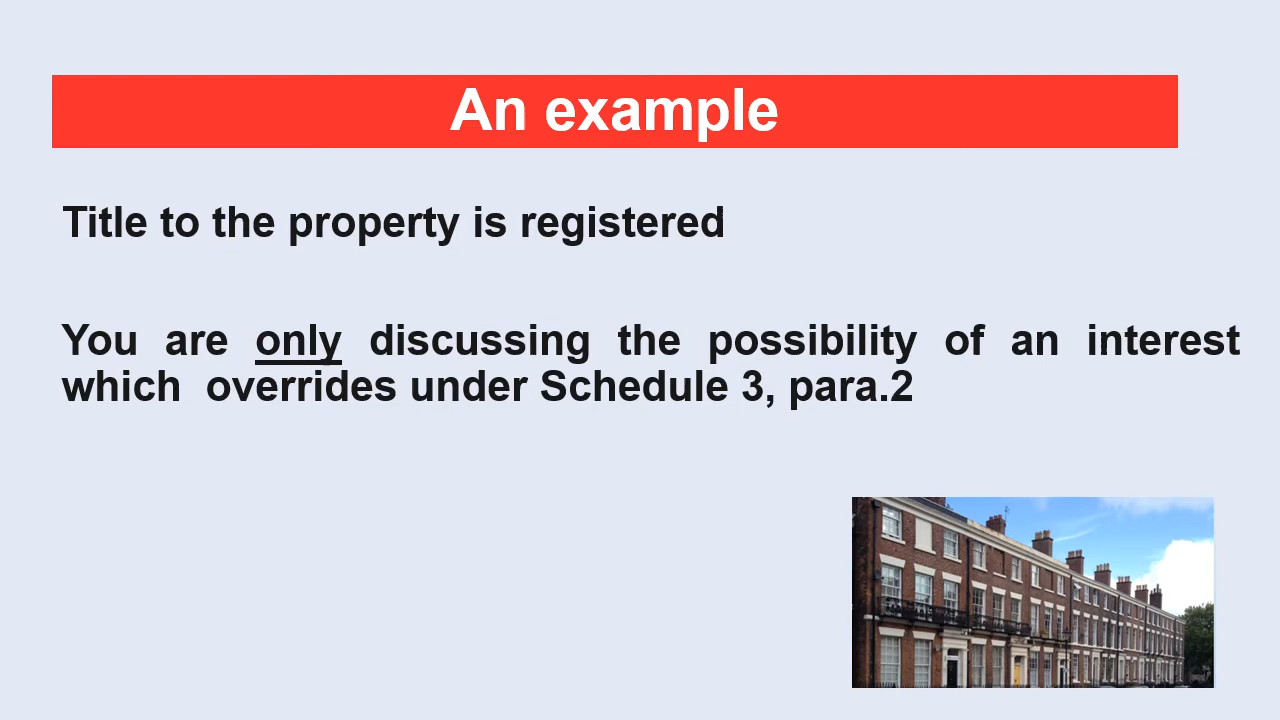 An example
Title to the property is registered
You are only discussing the possibility of an interest
which overrides under Schedule 3, para.2